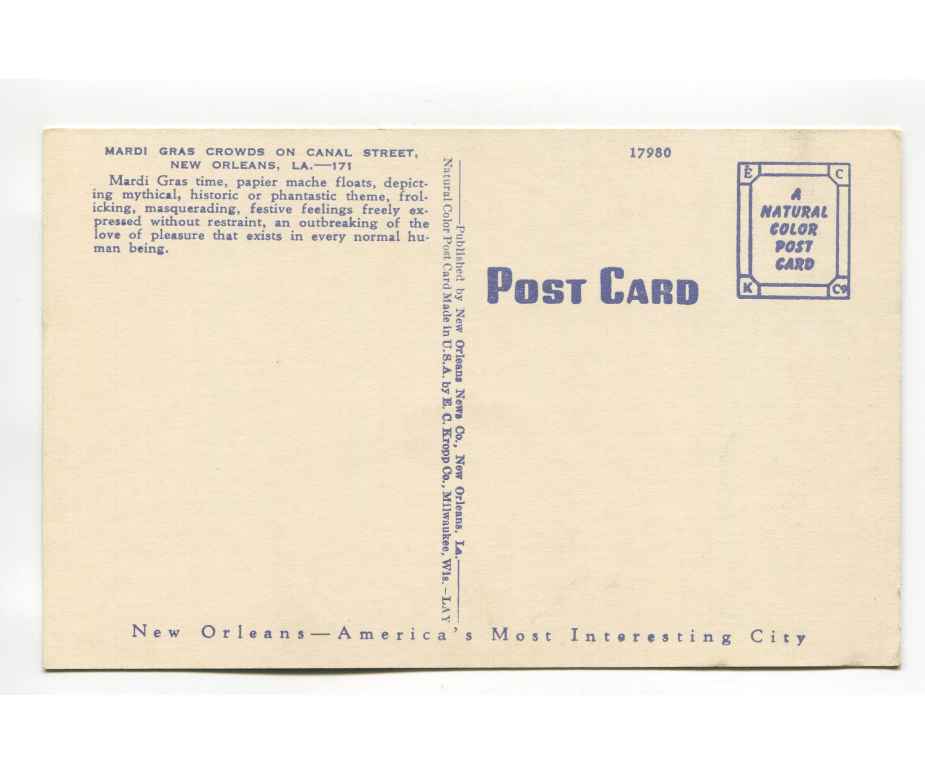 MARDI GRAS CROWDS ON CANAL STREET,
NEW ORLEANS, LA.—171
Mardi Gras time, papier mache floats, depict-
ing mythical, historic or phantastic theme, frol-
icking, masquerading, festive feelings freely ex-
pressed without restraint, an outbreaking of the
love of pleasure that exists in every normal hu-
man being.
—Published by New Orleans News Co., New Orleans, La.—
Natural Color Post Card Made in U.S.A. by E. C. Kropp Co., Milwaukee, Wis. –LAY
17980
POST CARD
E C
A
NATURAL
COLOR
POST
CARD
K Co
New Orleans—America's Most Interesting City